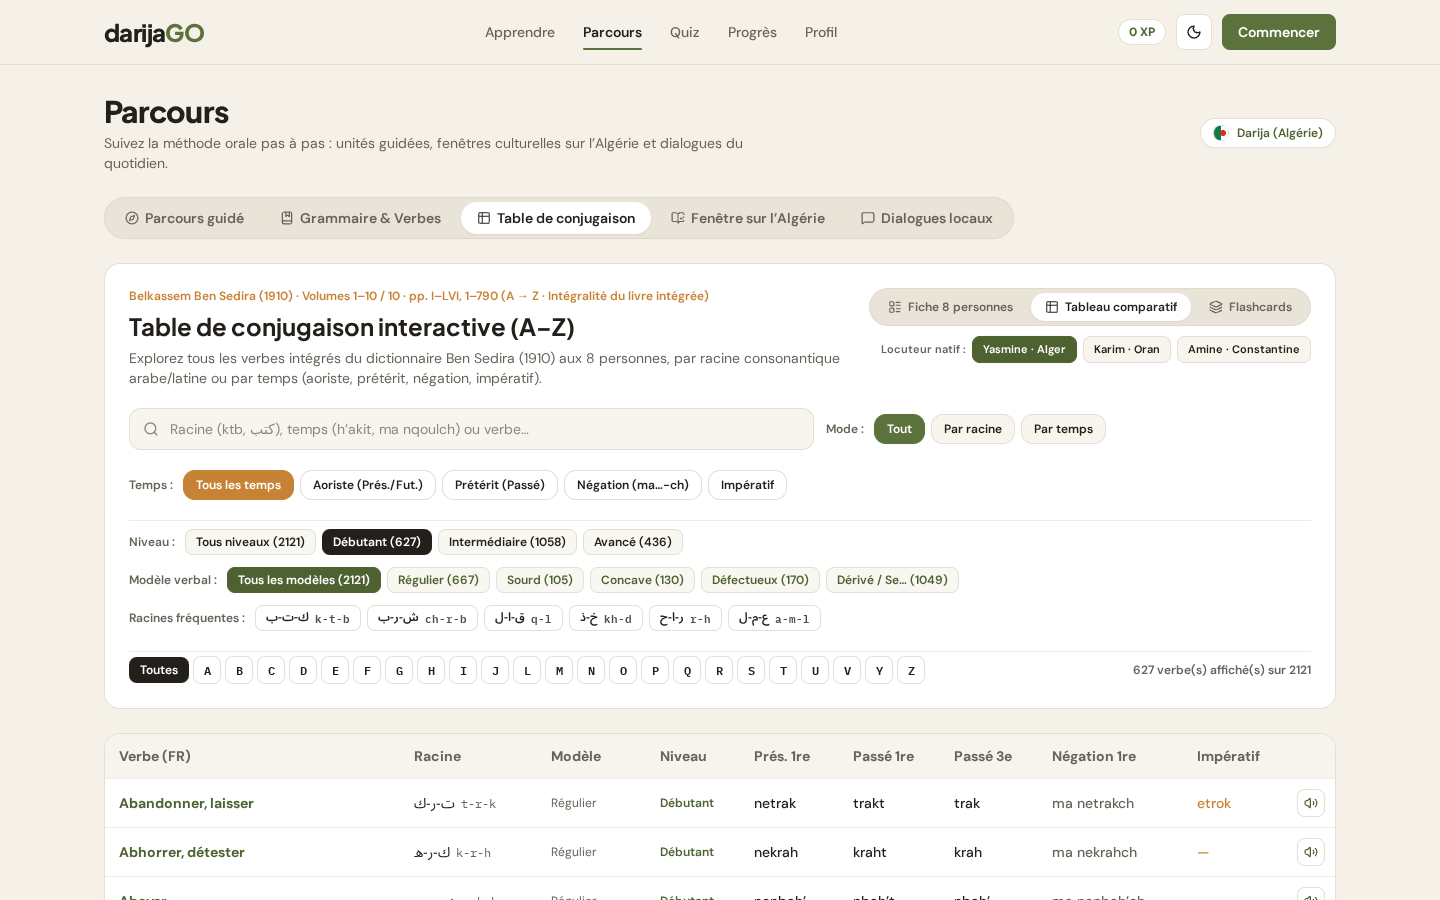 darijaGO
Apprendre Parcours Quiz Progrès Profil
0 XP
Commencer
Parcours
Suivez la méthode orale pas à pas : unités guidées, fenêtres culturelles sur l’Algérie et dialogues du
quotidien.
Darija (Algérie)
Parcours guidé Grammaire & Verbes Table de conjugaison Fenêtre sur l’Algérie Dialogues locaux
Belkassem Ben Sedira (1910) · Volumes 1–10 / 10 · pp. I–LVI, 1–790 (A → Z · Intégralité du livre intégrée)
Fiche 8 personnes Tableau comparatif Flashcards
Table de conjugaison interactive (A–Z)
Locuteur natif : Yasmine · Alger Karim · Oran Amine · Constantine
Explorez tous les verbes intégrés du dictionnaire Ben Sedira (1910) aux 8 personnes, par racine consonantique
arabe/latine ou par temps (aoriste, prétérit, négation, impératif).
Racine (ktb, كتب), temps (h’akit, ma nqoulch) ou verbe…
Mode : Tout Par racine Par temps
Temps : Tous les temps Aoriste (Prés./Fut.) Prétérit (Passé) Négation (ma…-ch) Impératif
Niveau : Tous niveaux (2121) Débutant (627) Intermédiaire (1058) Avancé (436)
Modèle verbal : Tous les modèles (2121) Régulier (667) Sourd (105) Concave (130) Défectueux (170) Dérivé / Se… (1049)
Racines fréquentes : ك-ت-ب k-t-b ش-ر-ب ch-r-b ق-ا-ل q-l خ-ذ kh-d ر-ا-ح r-h ع-م-ل a-m-l
Toutes A B C D E F G H I J L M N O P Q R S T U V Y Z
627 verbe(s) affiché(s) sur 2121
Verbe (FR) Racine Modèle Niveau Prés. 1re Passé 1re Passé 3e Négation 1re Impératif
Abandonner, laisser ت-ر-ك t-r-k Régulier Débutant netrak trakt trak ma netrakch etrok
Abhorrer, détester ك-ر-ه k-r-h Régulier Débutant nekrah kraht krah ma nekrahch —